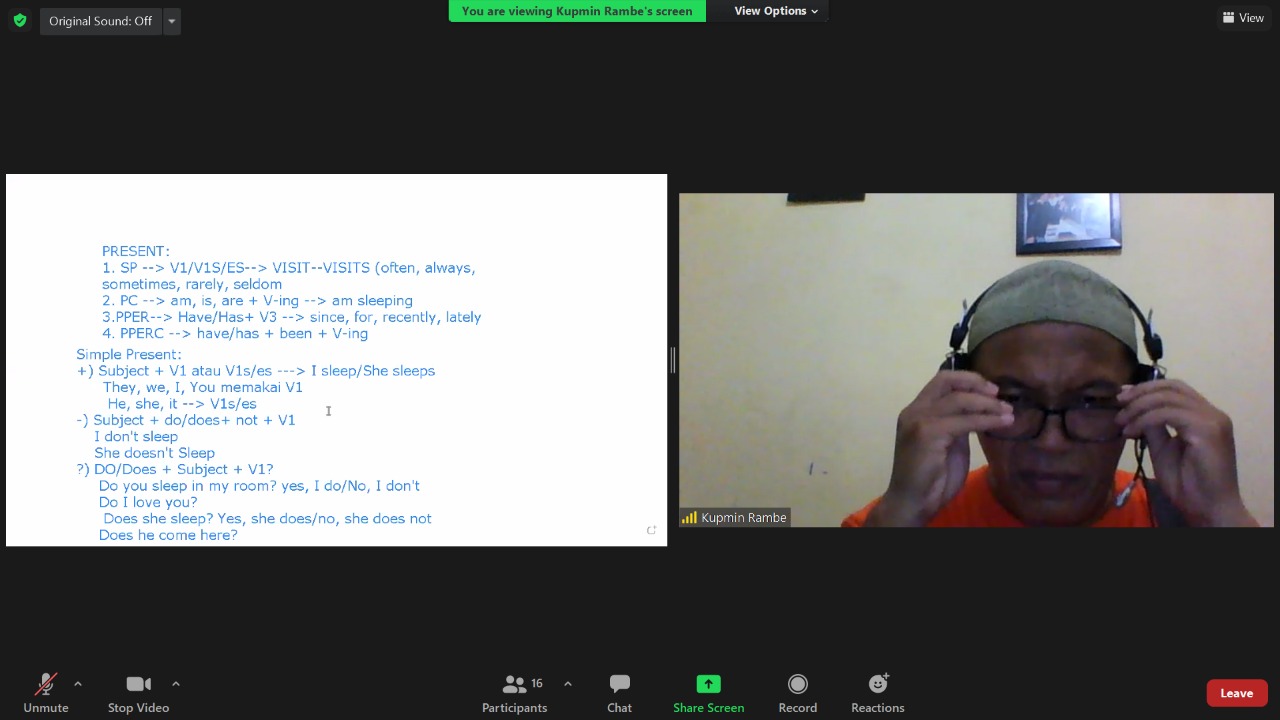 Original Sound: Off
You are viewing Kupmin Rambe's screen
View Options
View
PRESENT:
1. SP --> V1/V1S/ES--> VISIT--VISITS (often, always,
sometimes, rarely, seldom
2. PC --> am, is, are + V-ing --> am sleeping
3.PPER--> Have/Has+ V3 --> since, for, recently, lately
4. PPERC --> have/has + been + V-ing
Simple Present:
+) Subject + V1 atau V1s/es ---> I sleep/She sleeps
They, we, I, You memakai V1
He, she, it --> V1s/es
-) Subject + do/does+ not + V1
I don't sleep
She doesn't Sleep
?) DO/Does + Subject + V1?
Do you sleep in my room? yes, I do/No, I don't
Do I love you?
Does she sleep? Yes, she does/no, she does not
Does he come here?
Kupmin Rambe
Unmute
Stop Video
16
Participants
Chat
Share Screen
Record
Reactions
Leave